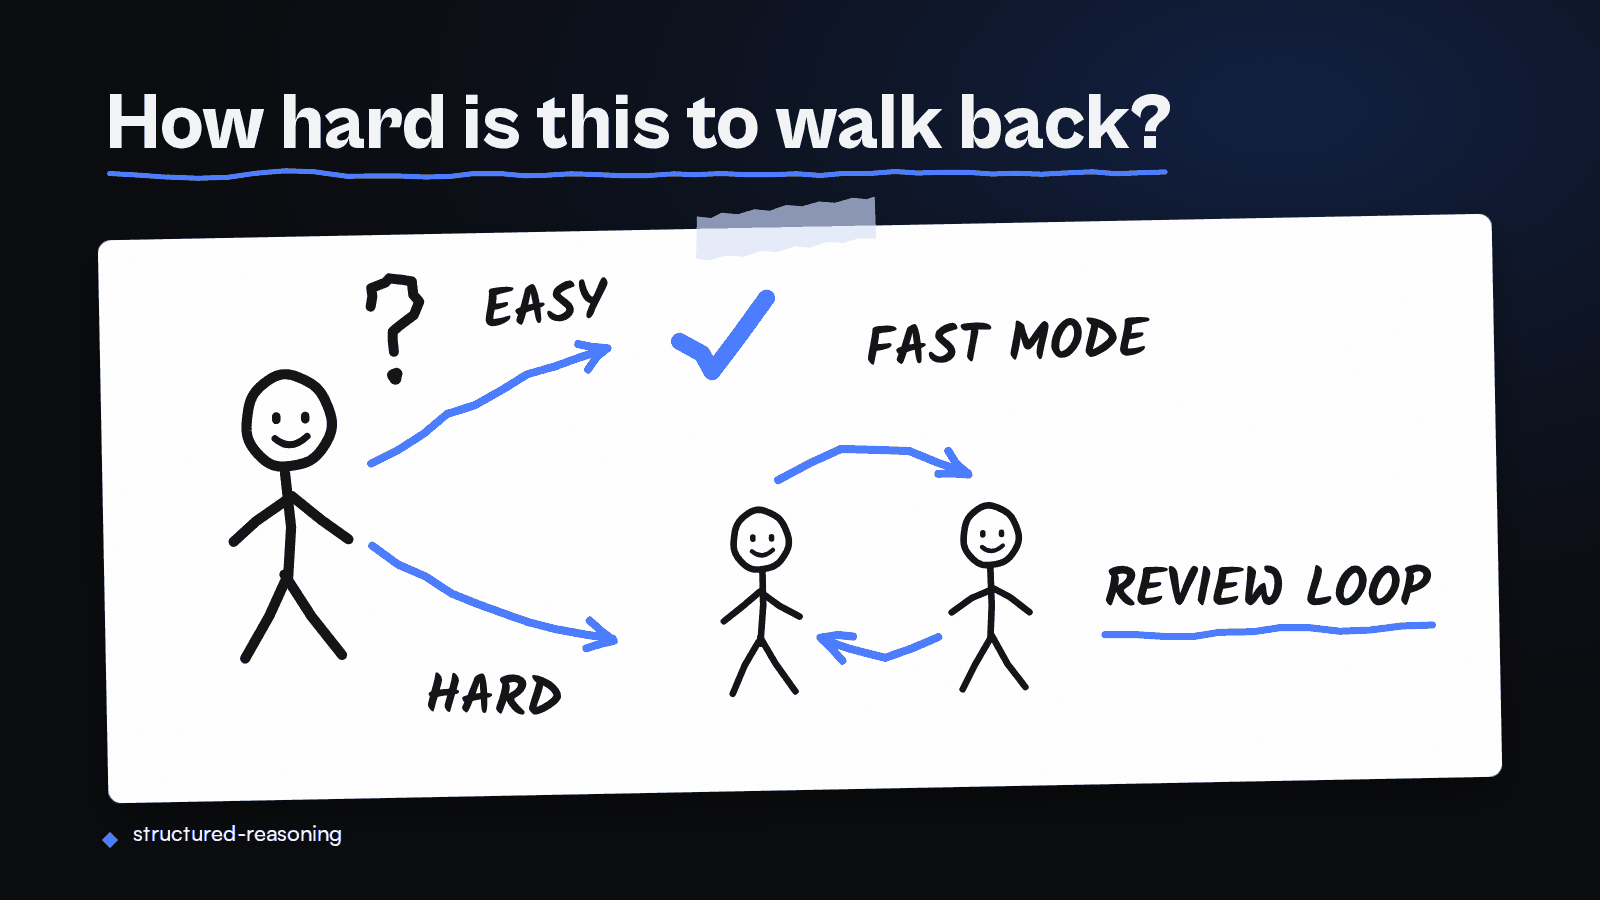 How hard is this to walk back?
?
EASY
FAST MODE
HARD
REVIEW LOOP
structured-reasoning